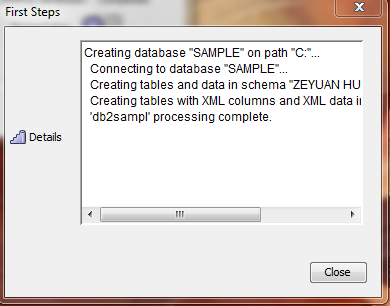 First Steps
Creating database "SAMPLE" on path "C:"...
Connecting to database "SAMPLE"...
Creating tables and data in schema "ZEYUAN HU
Creating tables with XML columns and XML data in
'db2sampl' processing complete.
Details
Close